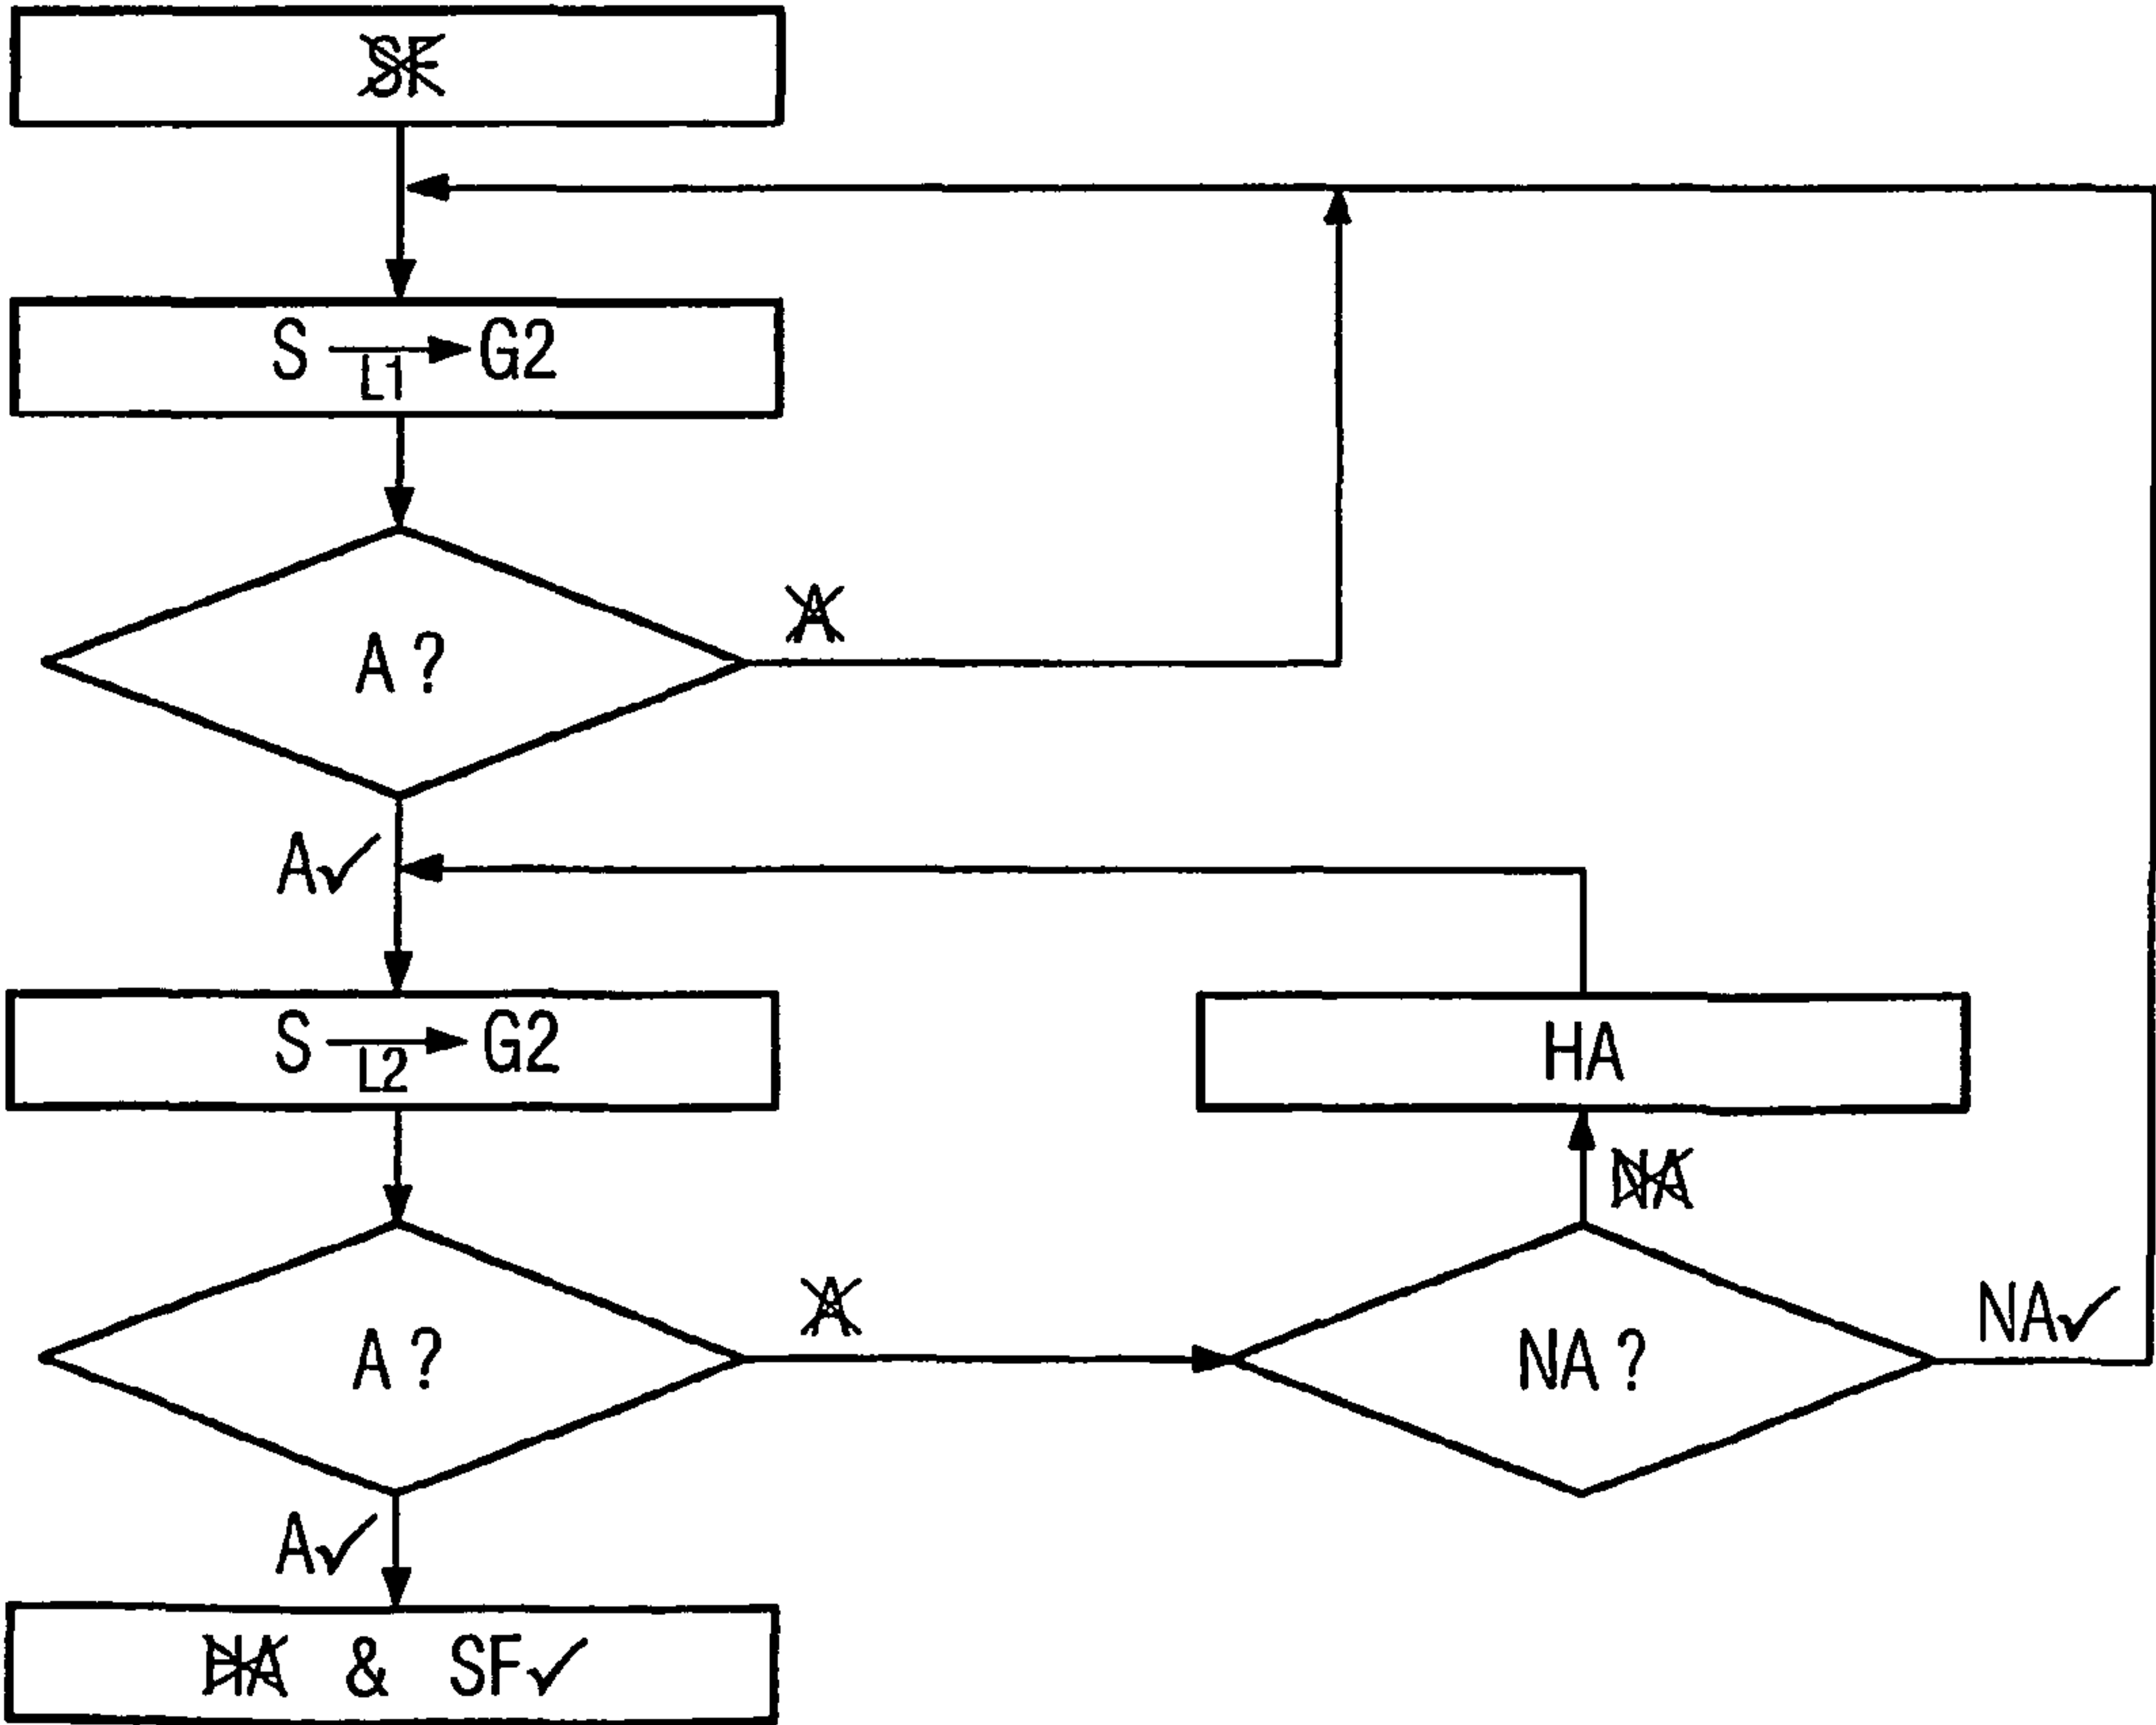 SF
S → G2
L1
A ?
A
A✓
S → G2
L2
HA
NA
A ?
A
NA ?
NA✓
A✓
HA & SF✓